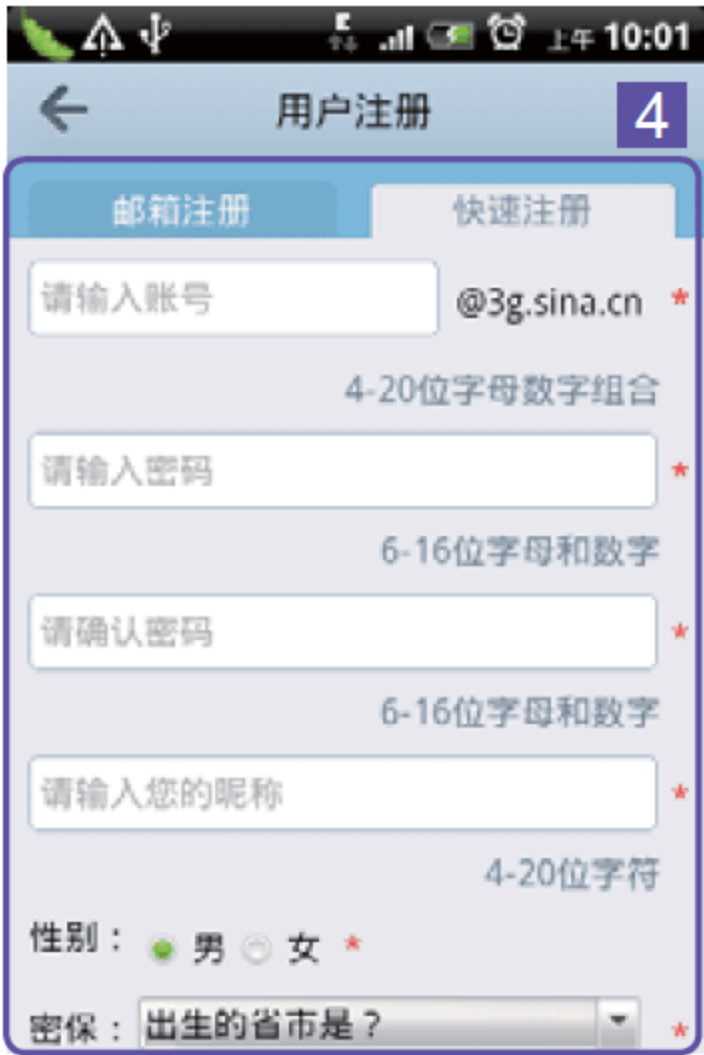 上午 10:01
用户注册
4
邮箱注册 快速注册
请输入账号 @3g.sina.cn *
4-20位字母数字组合
请输入密码 *
6-16位字母和数字
请确认密码 *
6-16位字母和数字
请输入您的昵称 *
4-20位字符
性别： 男 女 *
密保： 出生的省市是？ *